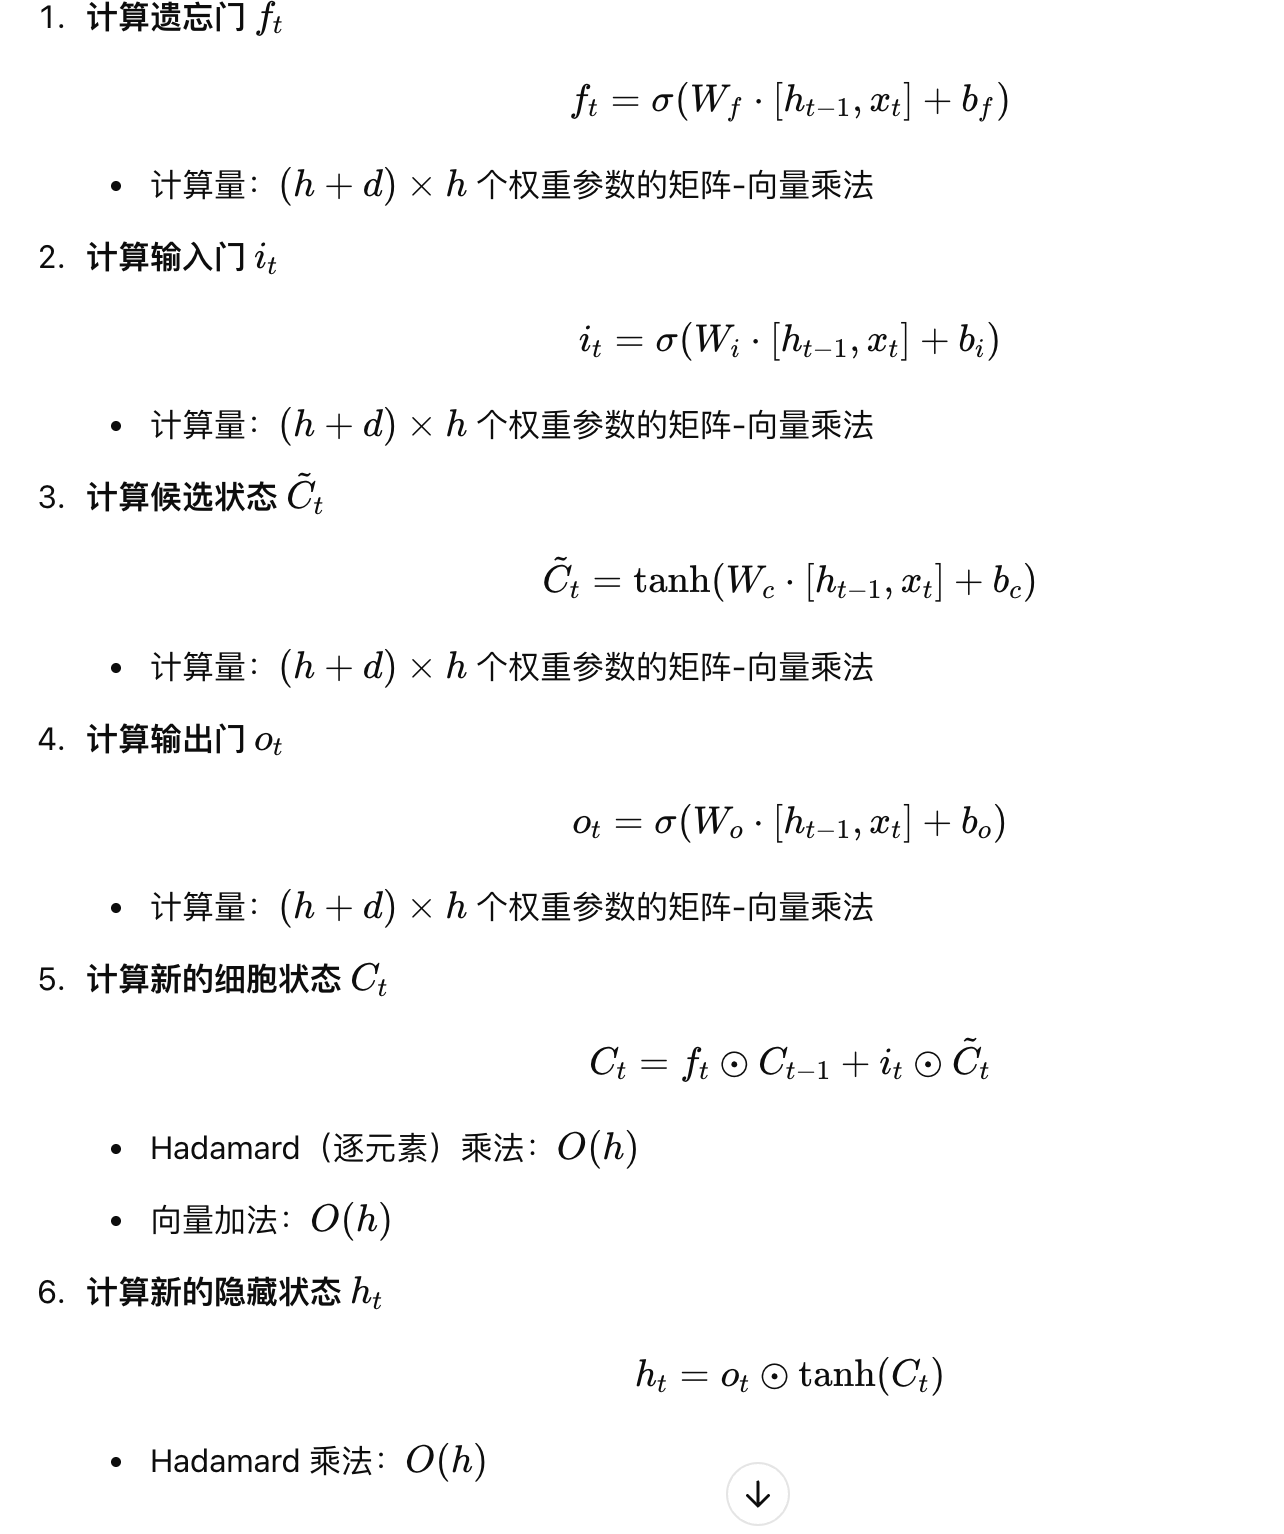 1. 计算遗忘门 $f_t$
$f_t = \sigma(W_f \cdot [h_{t-1}, x_t] + b_f)$
• 计算量：$(h + d) \times h$ 个权重参数的矩阵-向量乘法
2. 计算输入门 $i_t$
$i_t = \sigma(W_i \cdot [h_{t-1}, x_t] + b_i)$
• 计算量：$(h + d) \times h$ 个权重参数的矩阵-向量乘法
3. 计算候选状态 $\tilde{C}_t$
$\tilde{C}_t = \tanh(W_c \cdot [h_{t-1}, x_t] + b_c)$
• 计算量：$(h + d) \times h$ 个权重参数的矩阵-向量乘法
4. 计算输出门 $o_t$
$o_t = \sigma(W_o \cdot [h_{t-1}, x_t] + b_o)$
• 计算量：$(h + d) \times h$ 个权重参数的矩阵-向量乘法
5. 计算新的细胞状态 $C_t$
$C_t = f_t \odot C_{t-1} + i_t \odot \tilde{C}_t$
• Hadamard（逐元素）乘法：$O(h)$
• 向量加法：$O(h)$
6. 计算新的隐藏状态 $h_t$
$h_t = o_t \odot \tanh(C_t)$
• Hadamard 乘法：$O(h)$